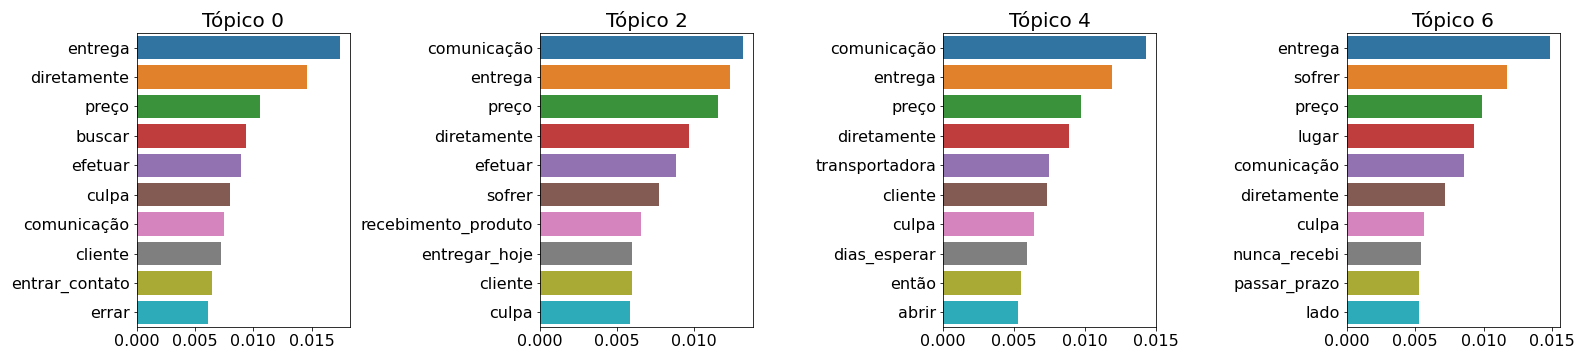 Tópico 0
entrega
diretamente
preço
buscar
efetuar
culpa
comunicação
cliente
entrar_contato
errar
0.000 0.005 0.010 0.015
Tópico 2
comunicação
entrega
preço
diretamente
efetuar
sofrer
recebimento_produto
entregar_hoje
cliente
culpa
0.000 0.005 0.010
Tópico 4
comunicação
entrega
preço
diretamente
transportadora
cliente
culpa
dias_esperar
então
abrir
0.000 0.005 0.010 0.015
Tópico 6
entrega
sofrer
preço
lugar
comunicação
diretamente
culpa
nunca_recebi
passar_prazo
lado
0.000 0.005 0.010 0.015